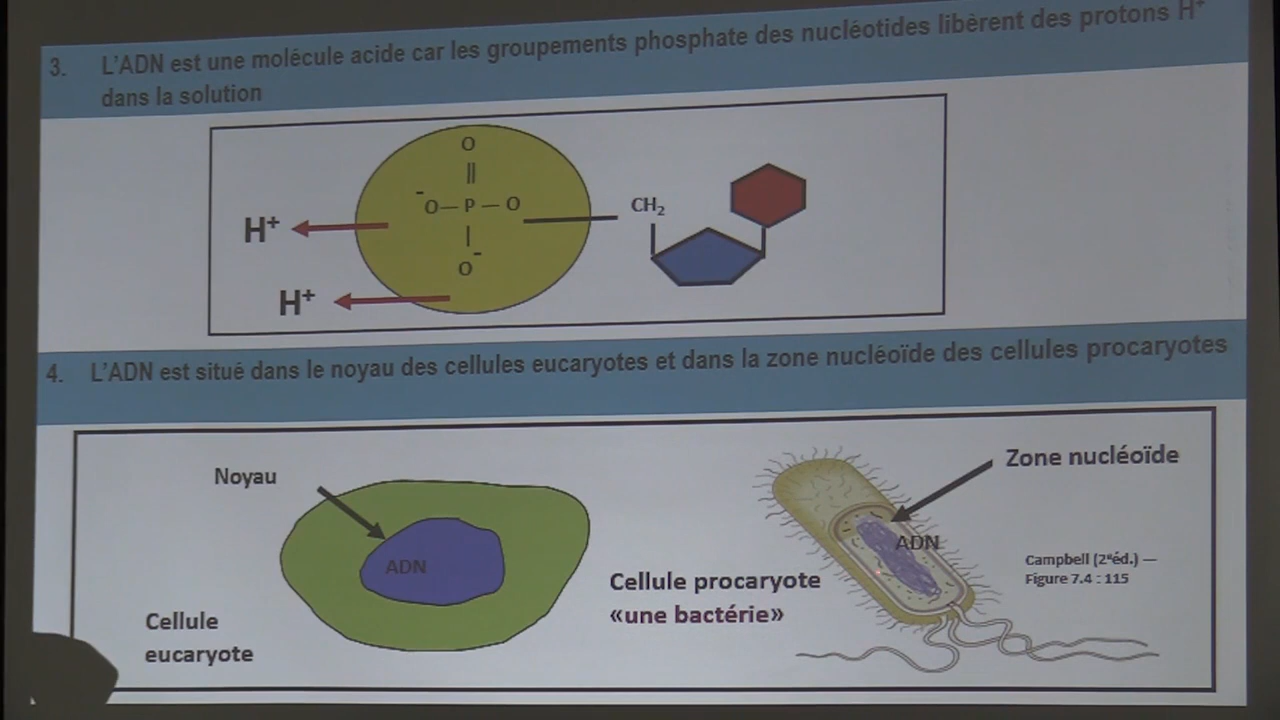 3. L'ADN est une molécule acide car les groupements phosphate des nucléotides libèrent des protons H⁺
dans la solution
O
||
⁻O— P — O
|
O⁻
CH₂
H⁺
H⁺
4. L'ADN est situé dans le noyau des cellules eucaryotes et dans la zone nucléoïde des cellules procaryotes
Noyau
ADN
Cellule
eucaryote
Zone nucléoïde
ADN
Cellule procaryote
«une bactérie»
Campbell (2ᵉéd.) —
Figure 7.4 : 115